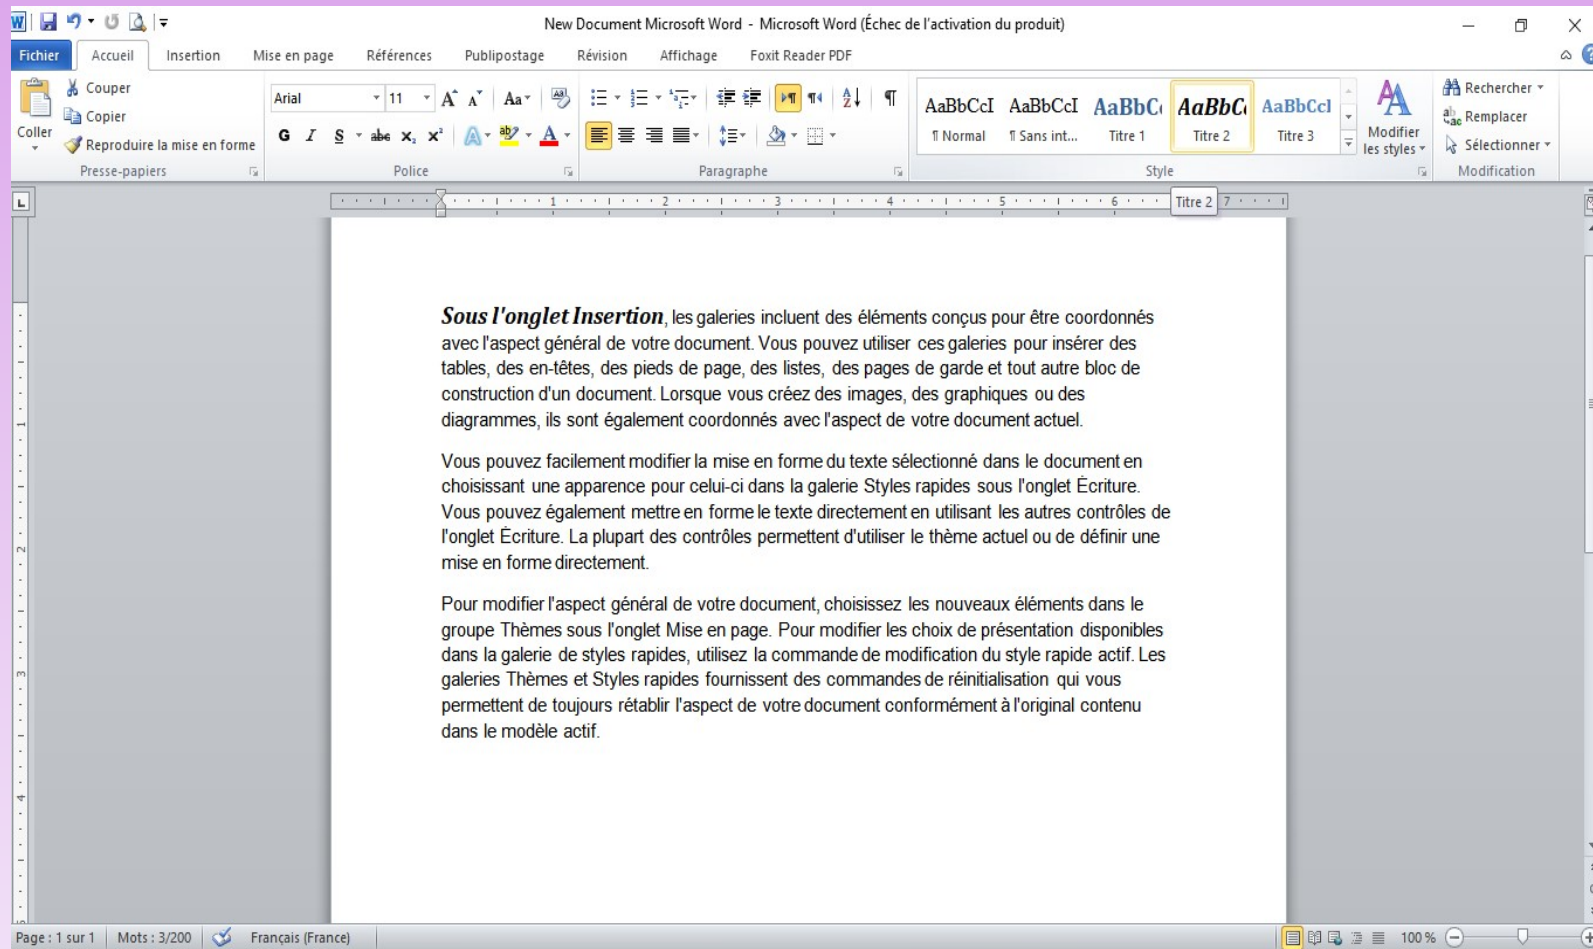 New Document Microsoft Word - Microsoft Word (Échec de l'activation du produit)
Fichier Accueil Insertion Mise en page Références Publipostage Révision Affichage Foxit Reader PDF
Coller
Couper
Copier
Reproduire la mise en forme
Presse-papiers
Arial 11
G I S abc x₂ x²
Police
Paragraphe
AaBbCcI AaBbCcI AaBbC AaBbC AaBbCcI
¶ Normal ¶ Sans int... Titre 1 Titre 2 Titre 3
Modifier
les styles
Style
Rechercher
Remplacer
Sélectionner
Modification
1 2 3 4 5 6 7
Titre 2
Sous l'onglet Insertion, les galeries incluent des éléments conçus pour être coordonnés
avec l'aspect général de votre document. Vous pouvez utiliser ces galeries pour insérer des
tables, des en-têtes, des pieds de page, des listes, des pages de garde et tout autre bloc de
construction d'un document. Lorsque vous créez des images, des graphiques ou des
diagrammes, ils sont également coordonnés avec l'aspect de votre document actuel.
Vous pouvez facilement modifier la mise en forme du texte sélectionné dans le document en
choisissant une apparence pour celui-ci dans la galerie Styles rapides sous l'onglet Écriture.
Vous pouvez également mettre en forme le texte directement en utilisant les autres contrôles de
l'onglet Écriture. La plupart des contrôles permettent d'utiliser le thème actuel ou de définir une
mise en forme directement.
Pour modifier l'aspect général de votre document, choisissez les nouveaux éléments dans le
groupe Thèmes sous l'onglet Mise en page. Pour modifier les choix de présentation disponibles
dans la galerie de styles rapides, utilisez la commande de modification du style rapide actif. Les
galeries Thèmes et Styles rapides fournissent des commandes de réinitialisation qui vous
permettent de toujours rétablir l'aspect de votre document conformément à l'original contenu
dans le modèle actif.
Page : 1 sur 1 Mots : 3/200 Français (France) 100 %